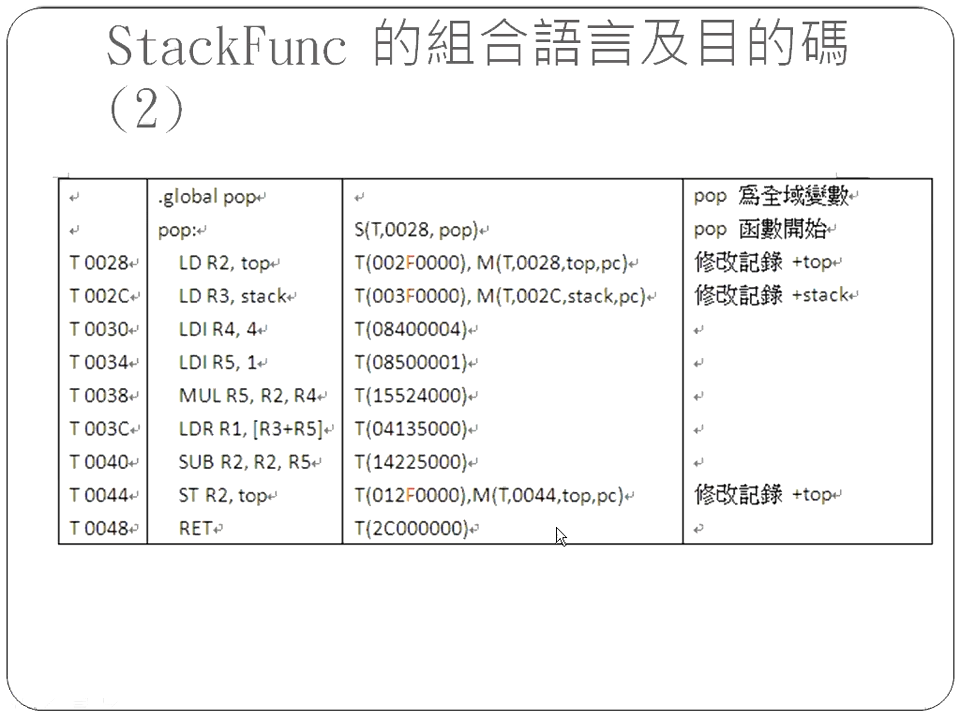 StackFunc 的組合語言及目的碼
(2)
.global pop pop 為全域變數
pop: S(T,0028, pop) pop 函數開始
T 0028 LD R2, top T(002F0000), M(T,0028,top,pc) 修改記錄 +top
T 002C LD R3, stack T(003F0000), M(T,002C,stack,pc) 修改記錄 +stack
T 0030 LDI R4, 4 T(08400004)
T 0034 LDI R5, 1 T(08500001)
T 0038 MUL R5, R2, R4 T(15524000)
T 003C LDR R1, [R3+R5] T(04135000)
T 0040 SUB R2, R2, R5 T(14225000)
T 0044 ST R2, top T(012F0000),M(T,0044,top,pc) 修改記錄 +top
T 0048 RET T(2C000000)